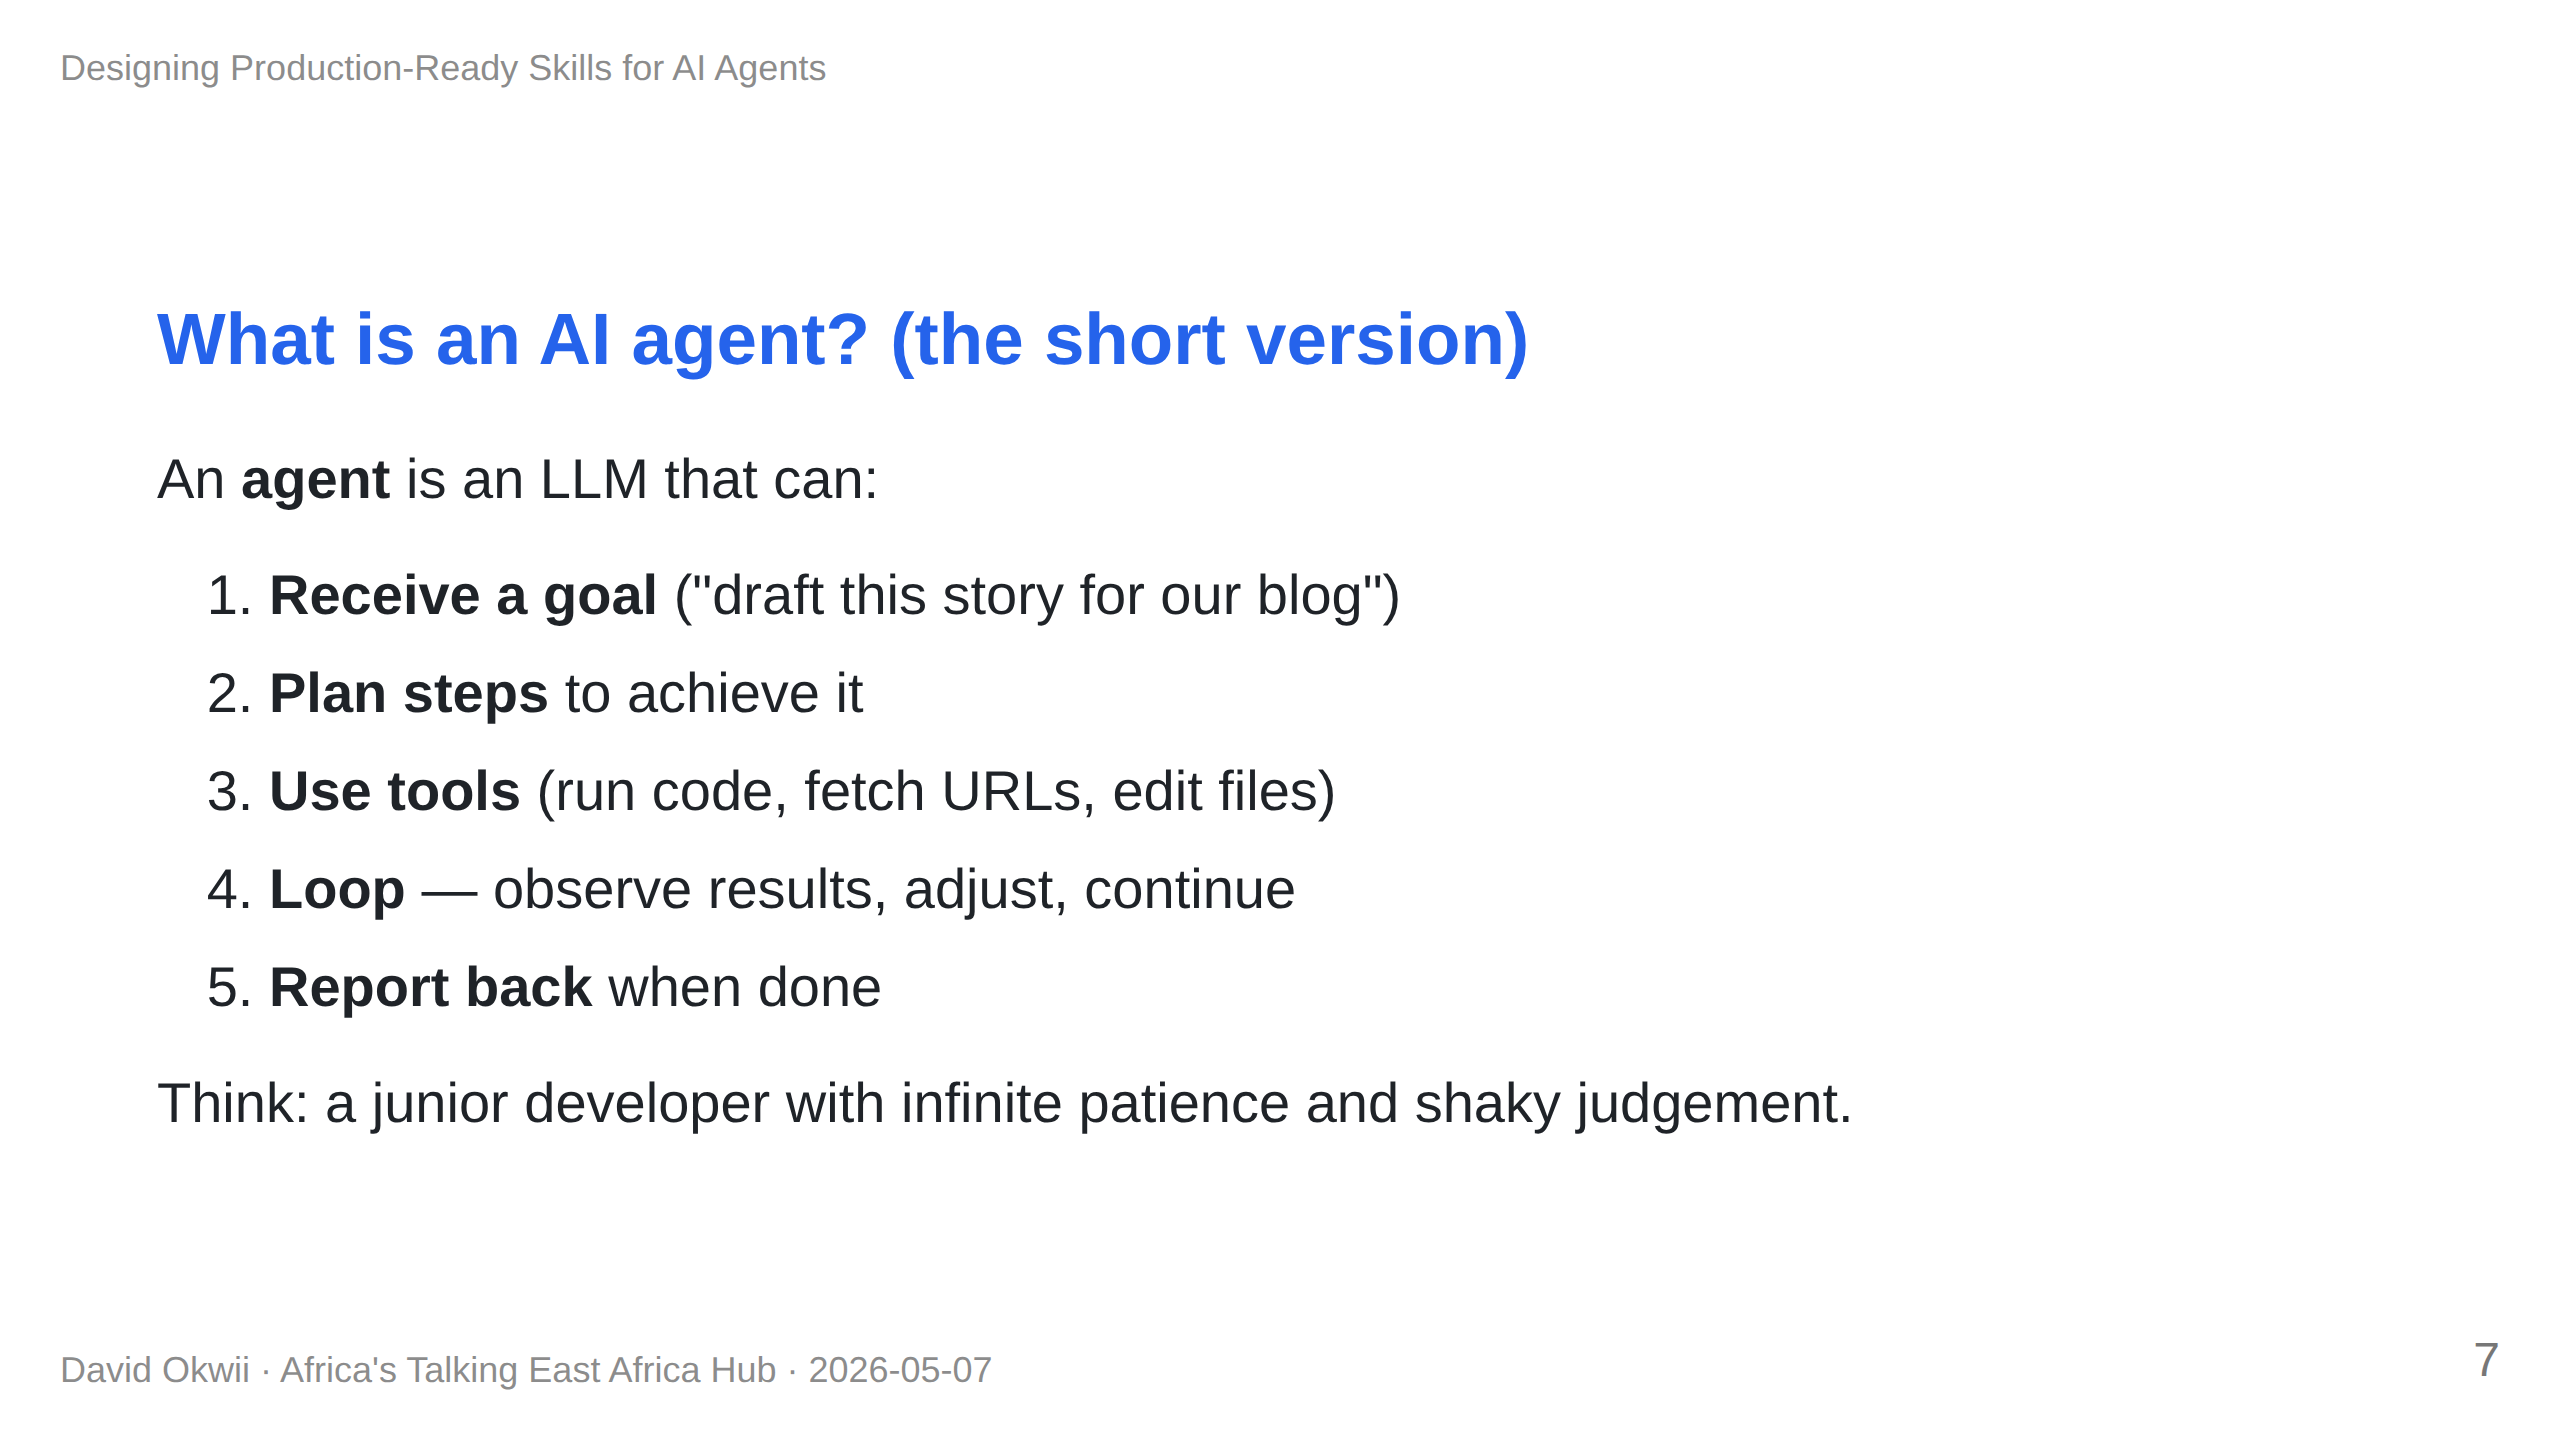 Designing Production-Ready Skills for AI Agents
What is an AI agent? (the short version)
An agent is an LLM that can:
1. Receive a goal ("draft this story for our blog")
2. Plan steps to achieve it
3. Use tools (run code, fetch URLs, edit files)
4. Loop — observe results, adjust, continue
5. Report back when done
Think: a junior developer with infinite patience and shaky judgement.
David Okwii · Africa's Talking East Africa Hub · 2026-05-07
7